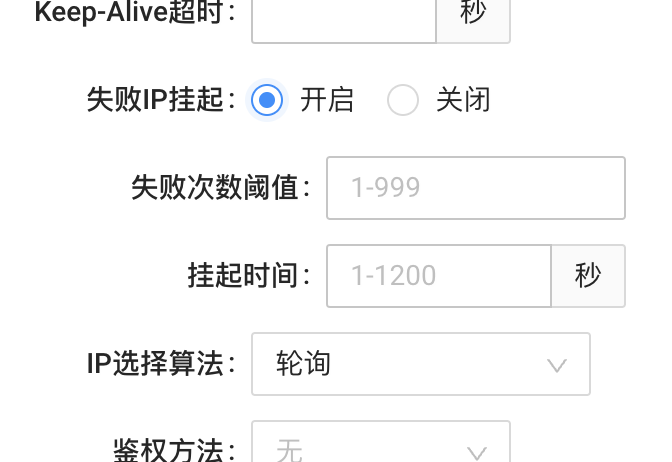 Keep-Alive超时： 秒
失败IP挂起： 开启 关闭
失败次数阈值： 1-999
挂起时间： 1-1200 秒
IP选择算法： 轮询
鉴权方法： 无